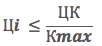 Цi ≤ ЦК / Кmax